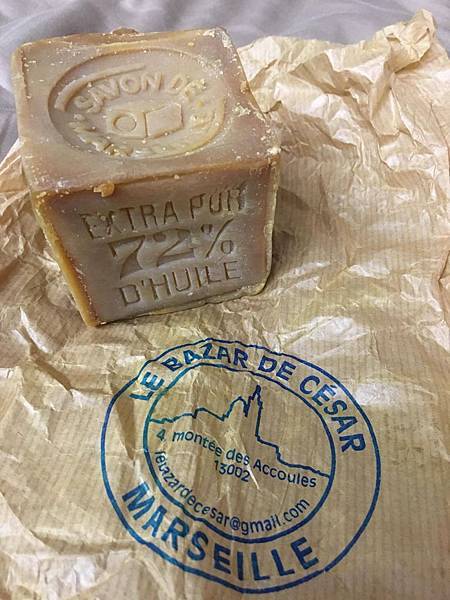 SAVON DE
EXTRA PUR
72%
D'HUILE
LE BAZAR DE CÉSAR
4, montée des Accoules
13002
lebazardecesar@gmail.com
MARSEILLE